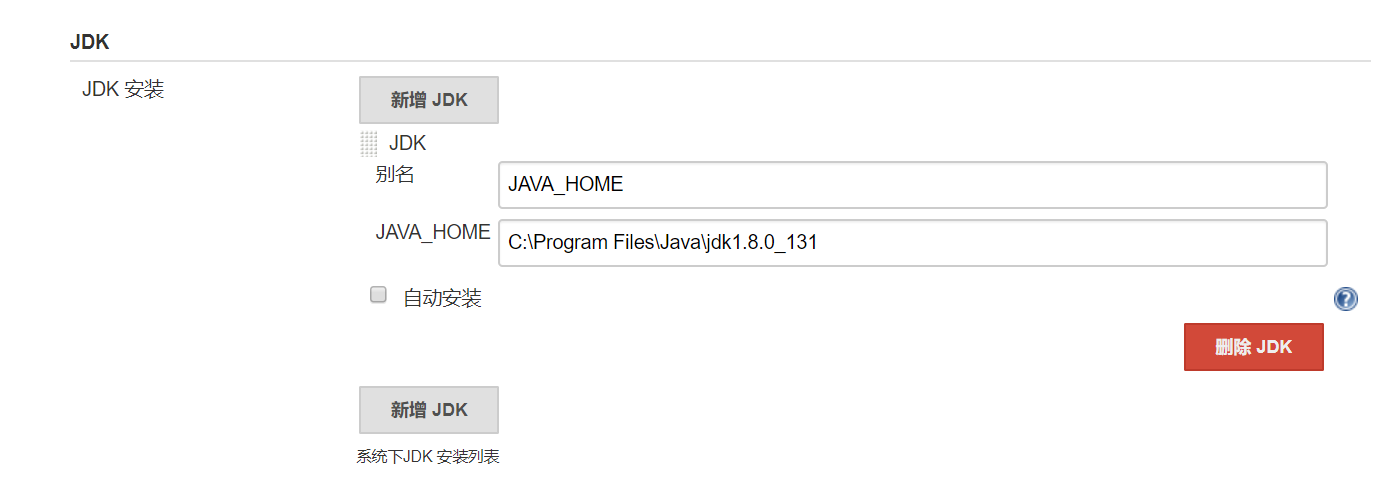 JDK
JDK 安装
新增 JDK
JDK
别名
JAVA_HOME
JAVA_HOME
C:\Program Files\Java\jdk1.8.0_131
自动安装
?
删除 JDK
新增 JDK
系统下JDK 安装列表